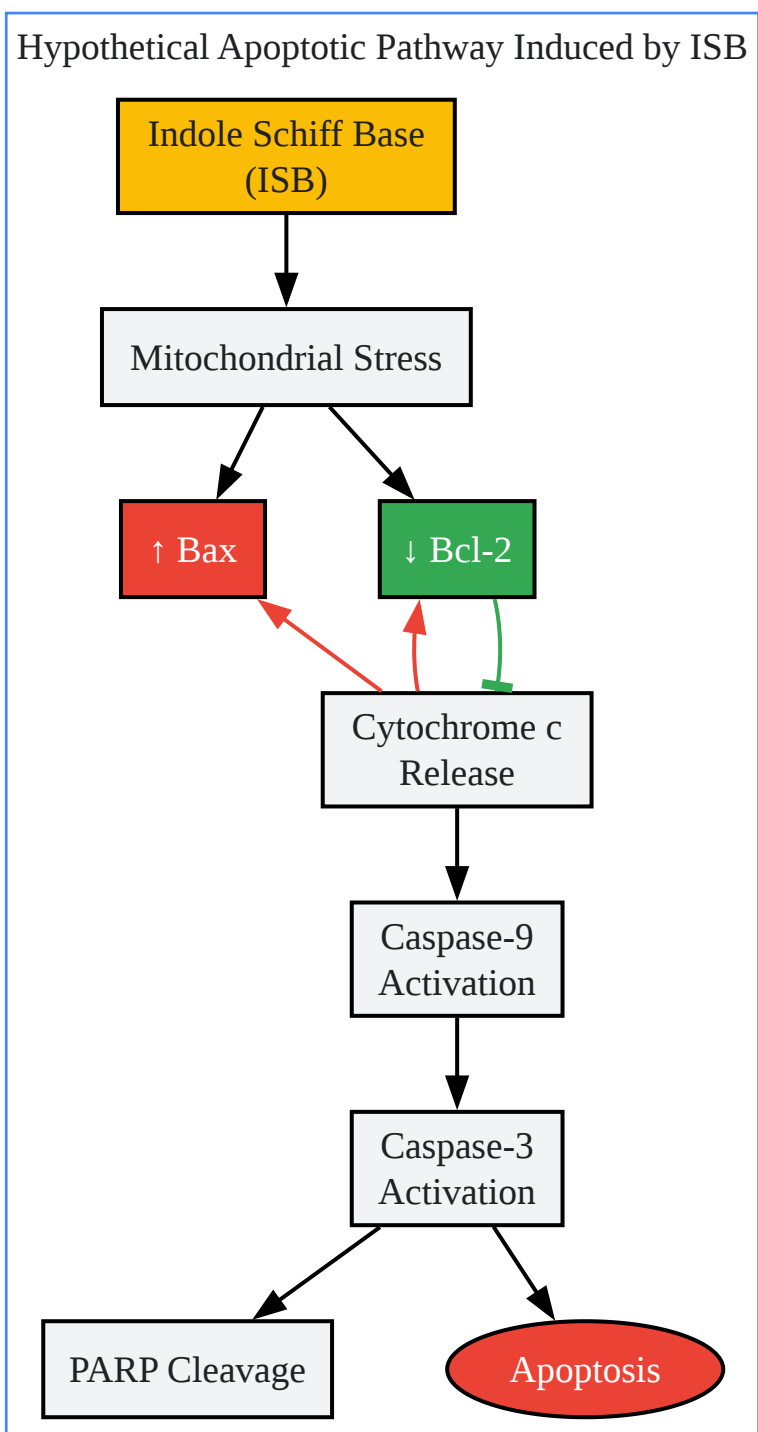 Hypothetical Apoptotic Pathway Induced by ISB
Indole Schiff Base
(ISB)
Mitochondrial Stress
↑ Bax
↓ Bcl-2
Cytochrome c
Release
Caspase-9
Activation
Caspase-3
Activation
PARP Cleavage
Apoptosis